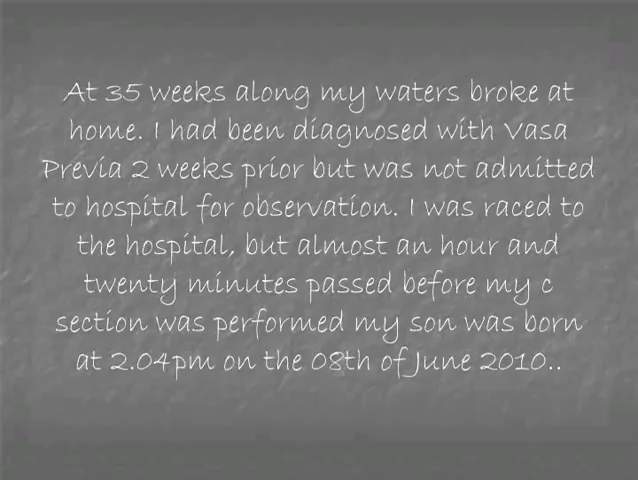 At 35 weeks along my waters broke at
home. I had been diagnosed with Vasa
Previa 2 weeks prior but was not admitted
to hospital for observation. I was raced to
the hospital, but almost an hour and
twenty minutes passed before my c
section was performed my son was born
at 2.04pm on the 08th of June 2010..